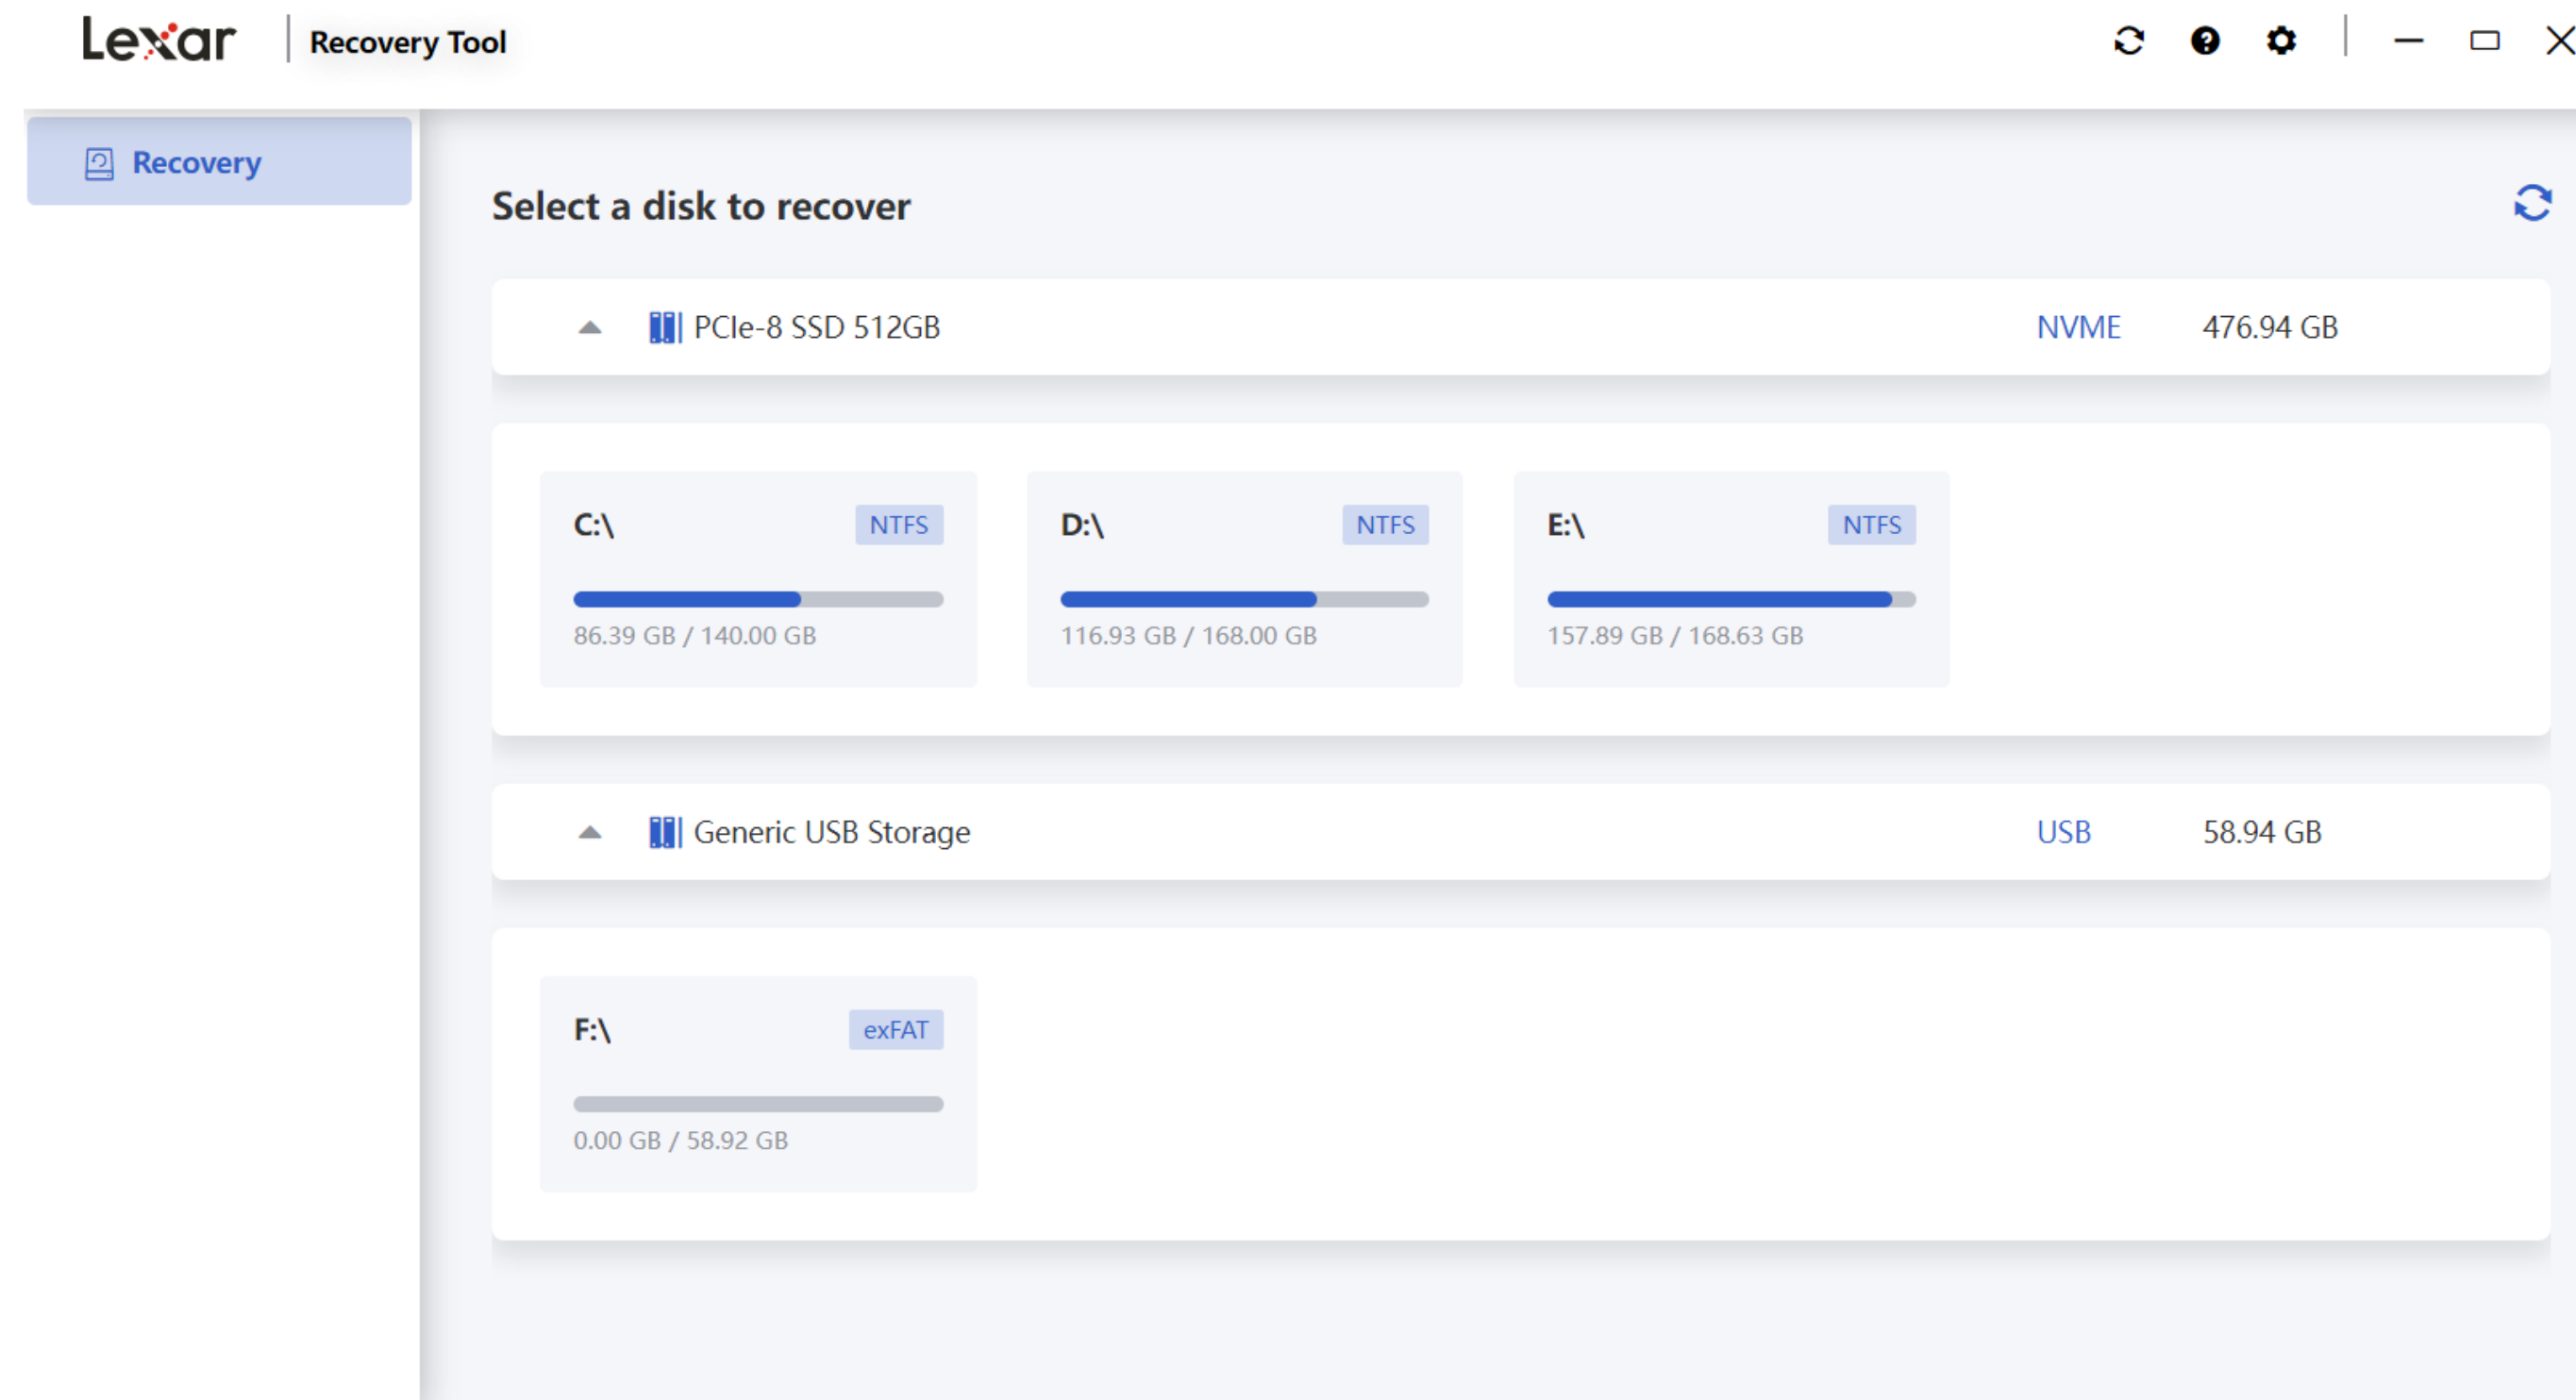 Lexar Recovery Tool
Recovery
Select a disk to recover
PCIe-8 SSD 512GB NVME 476.94 GB
C:\ NTFS D:\ NTFS E:\ NTFS
86.39 GB / 140.00 GB 116.93 GB / 168.00 GB 157.89 GB / 168.63 GB
Generic USB Storage USB 58.94 GB
F:\ exFAT
0.00 GB / 58.92 GB